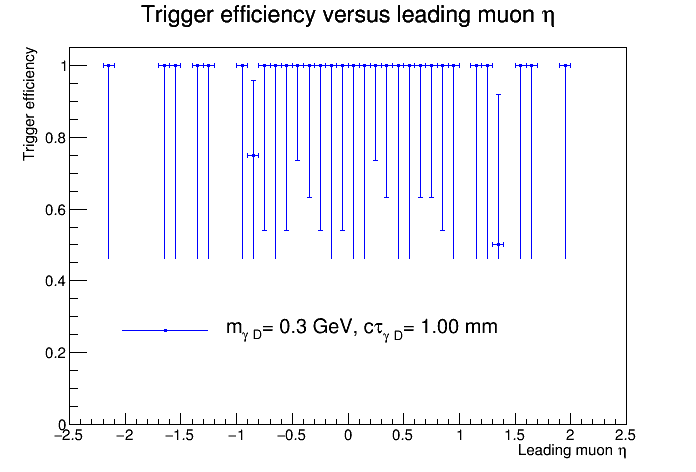 Trigger efficiency versus leading muon η
Trigger efficiency
1
0.8
0.6
0.4
0.2
0
m_γ D= 0.3 GeV, cτ_γ D= 1.00 mm
−2.5 −2 −1.5 −1 −0.5 0 0.5 1 1.5 2 2.5
Leading muon η